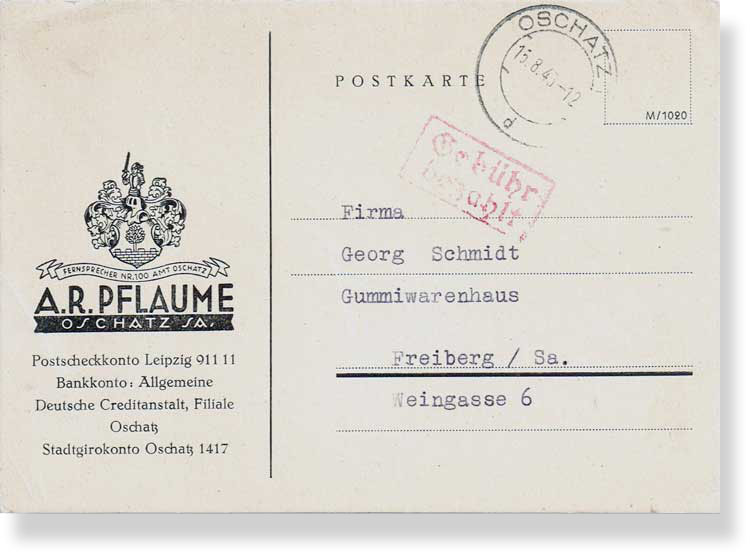 OSCHATZ
15.8.45-12
d
POSTKARTE
M/1020
Gebühr
bezahlt
FERNSPRECHER NR.100 AMT OSCHATZ
A.R.PFLAUME
OSCHATZ SA.
Postscheckkonto Leipzig 911 11
Bankkonto: Allgemeine
Deutsche Creditanstalt, Filiale
Oschatz
Stadtgirokonto Oschatz 1417
Firma
Georg Schmidt
Gummiwarenhaus
Freiberg / Sa.
Weingasse 6